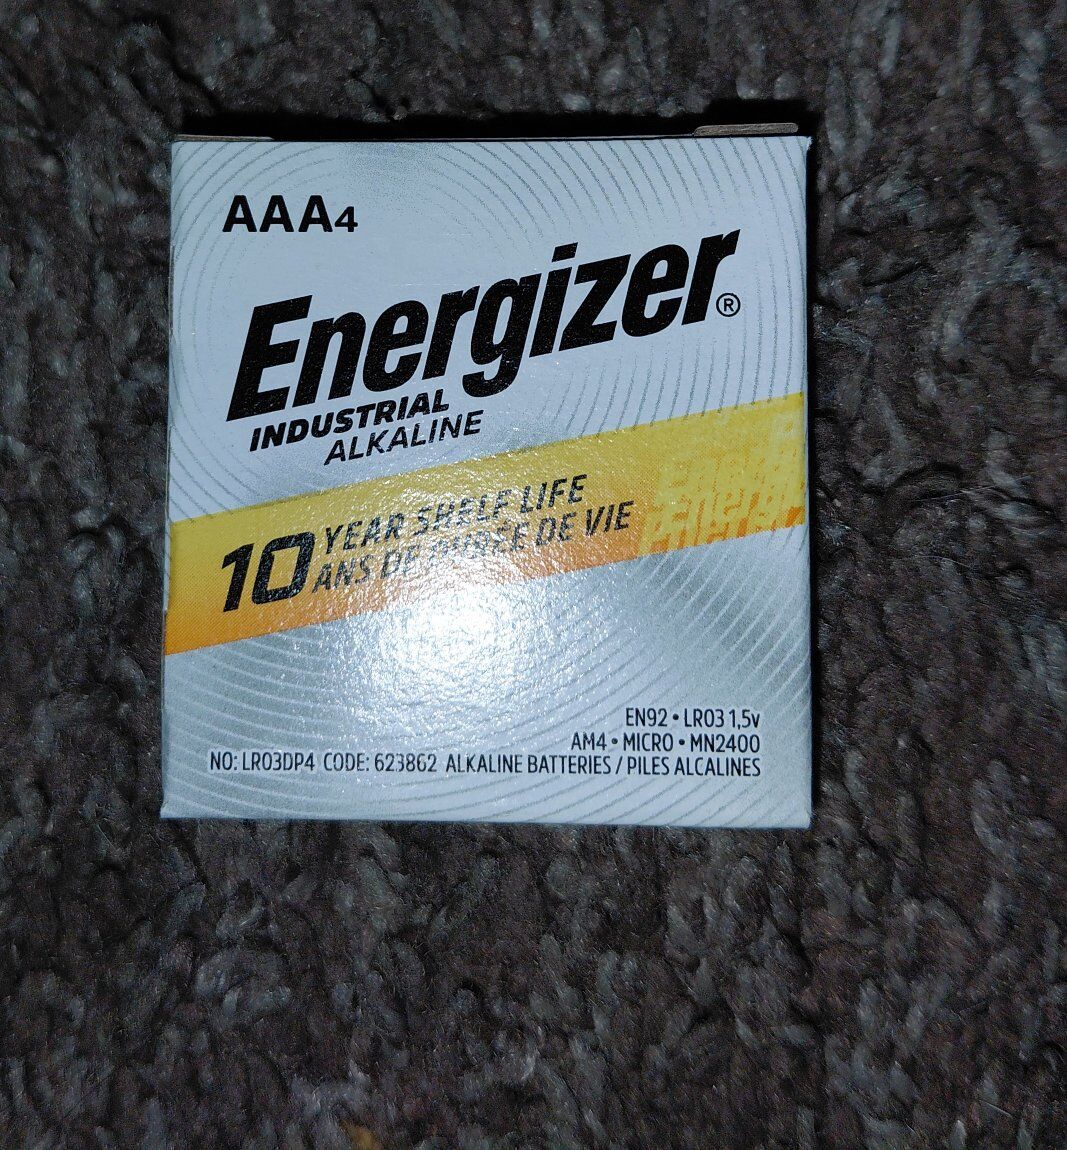 AAA4
Energizer®
INDUSTRIAL
ALKALINE
10 YEAR SHELF LIFE
ANS DE DURÉE DE VIE
EN92 • LR03 1,5v
AM4 • MICRO • MN2400
NO: LR03DP4 CODE: 623862 ALKALINE BATTERIES / PILES ALCALINES